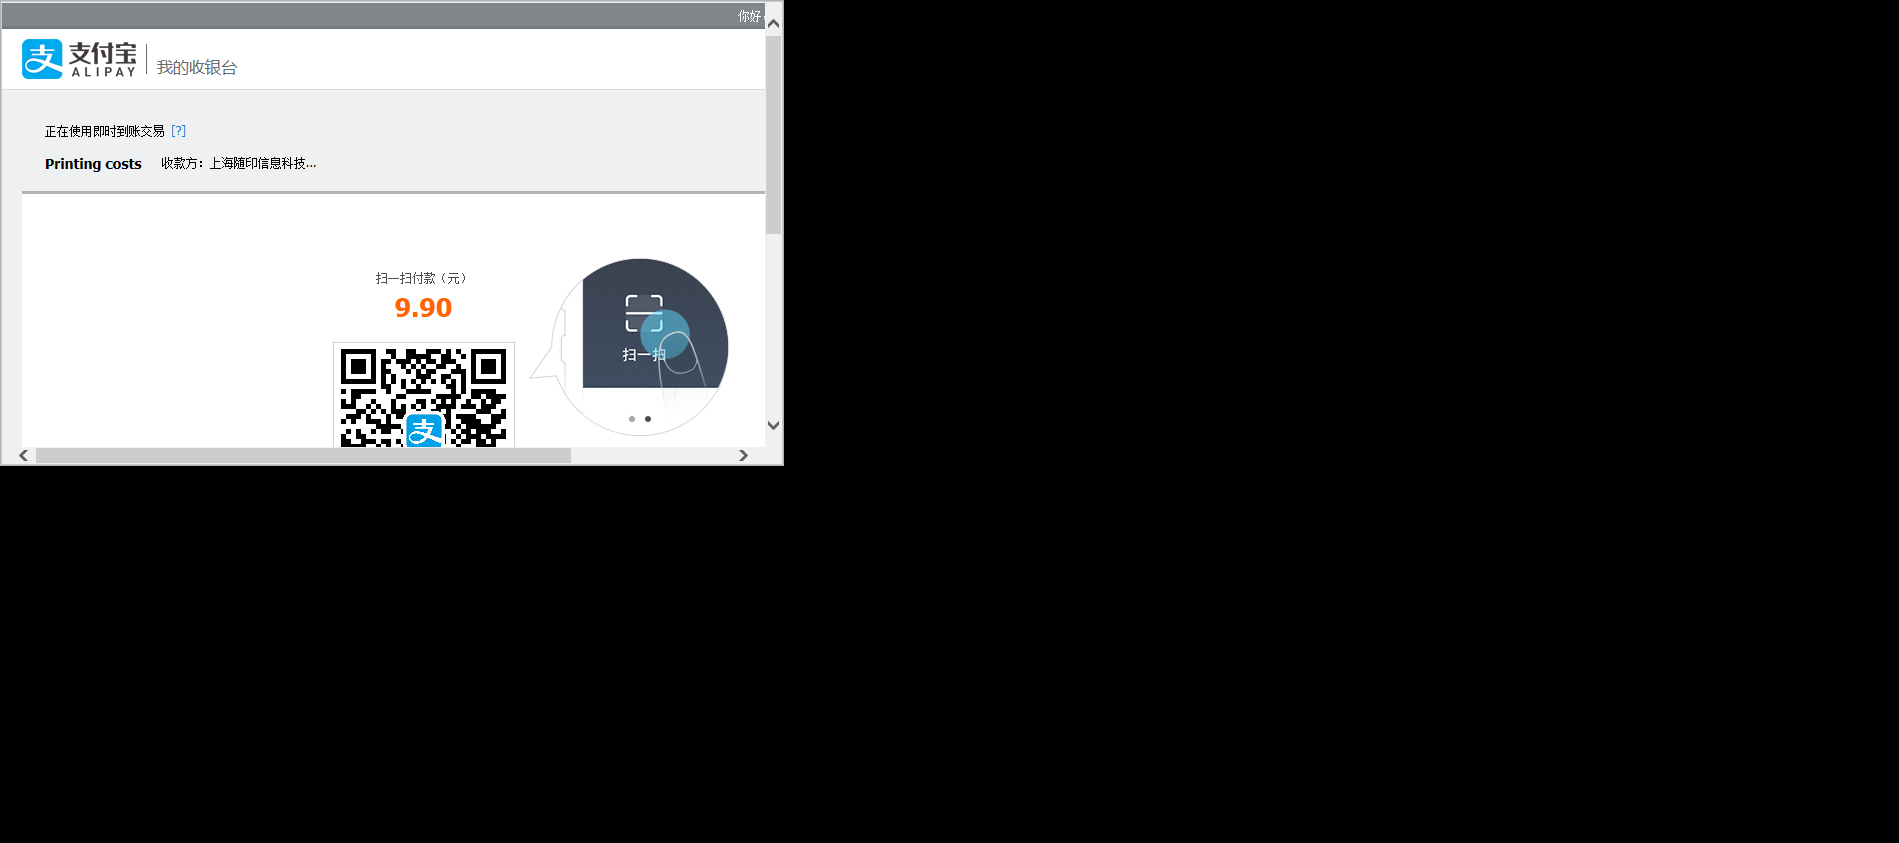 你好
支付宝
ALIPAY
我的收银台
正在使用即时到账交易 [?]
Printing costs 收款方：上海随印信息科技...
扫一扫付款（元）
9.90
扫一扫
支